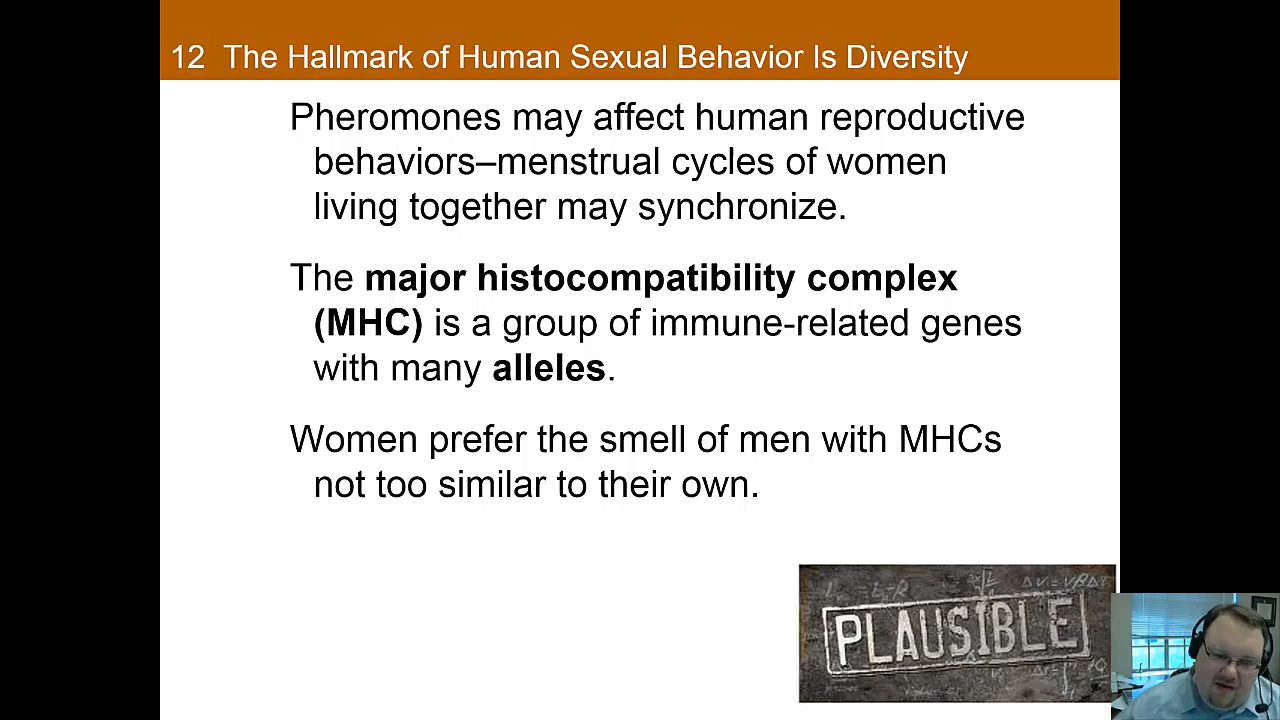 12 The Hallmark of Human Sexual Behavior Is Diversity
Pheromones may affect human reproductive
behaviors–menstrual cycles of women
living together may synchronize.
The major histocompatibility complex
(MHC) is a group of immune-related genes
with many alleles.
Women prefer the smell of men with MHCs
not too similar to their own.
PLAUSIBLE